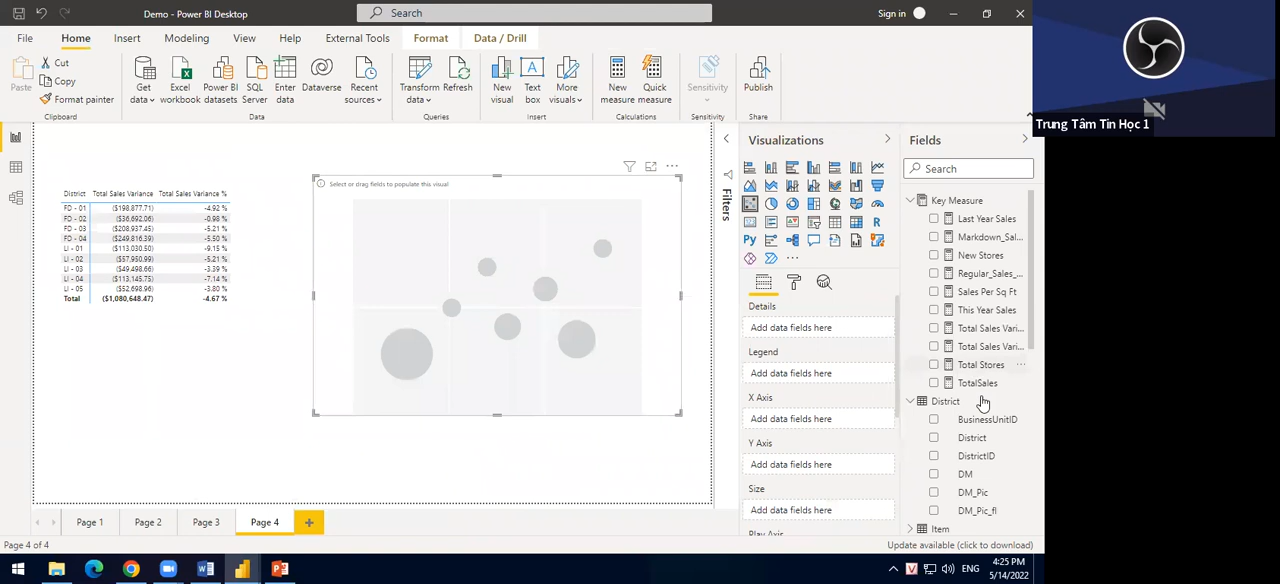 Demo - Power BI Desktop
Search
Sign in
File
Home
Insert
Modeling
View
Help
External Tools
Format
Data / Drill
Paste
Cut
Copy
Format painter
Clipboard
Get data
Excel workbook
Power BI datasets
SQL Server
Enter data
Dataverse
Recent sources
Data
Transform data
Refresh
Queries
New visual
Text box
More visuals
Insert
New measure
Quick measure
Calculations
Sensitivity
Sensitivity
Publish
Share
Trung Tâm Tin Học 1
District Total Sales Variance Total Sales Variance %
FD - 01 ($198,877.71) -4.92 %
FD - 02 ($36,692.06) -0.98 %
FD - 03 ($208,937.45) -5.21 %
FD - 04 ($249,816.39) -5.50 %
LI - 01 ($113,030.50) -9.15 %
LI - 02 ($57,950.99) -5.21 %
LI - 03 ($49,498.66) -3.39 %
LI - 04 ($113,145.75) -7.14 %
LI - 05 ($52,698.96) -3.80 %
Total ($1,080,648.47) -4.67 %
Select or drag fields to populate this visual
Filters
Visualizations
R
Py
Details
Add data fields here
Legend
Add data fields here
X Axis
Add data fields here
Y Axis
Add data fields here
Size
Add data fields here
Play Axis
Fields
Search
Key Measure
Last Year Sales
Markdown_Sal...
New Stores
Regular_Sales_...
Sales Per Sq Ft
This Year Sales
Total Sales Vari...
Total Sales Vari...
Total Stores
TotalSales
District
BusinessUnitID
District
DistrictID
DM
DM_Pic
DM_Pic_fl
Item
Page 1
Page 2
Page 3
Page 4
Page 4 of 4
Update available (click to download)
ENG
4:25 PM
5/14/2022